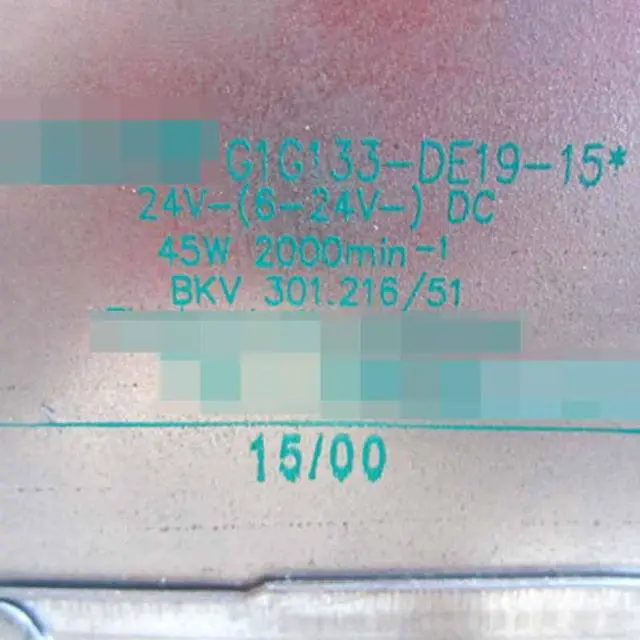 G1G133-DE19-15*
24V-(6-24V-) DC
45W 2000min-1
BKV 301.216/51
15/00